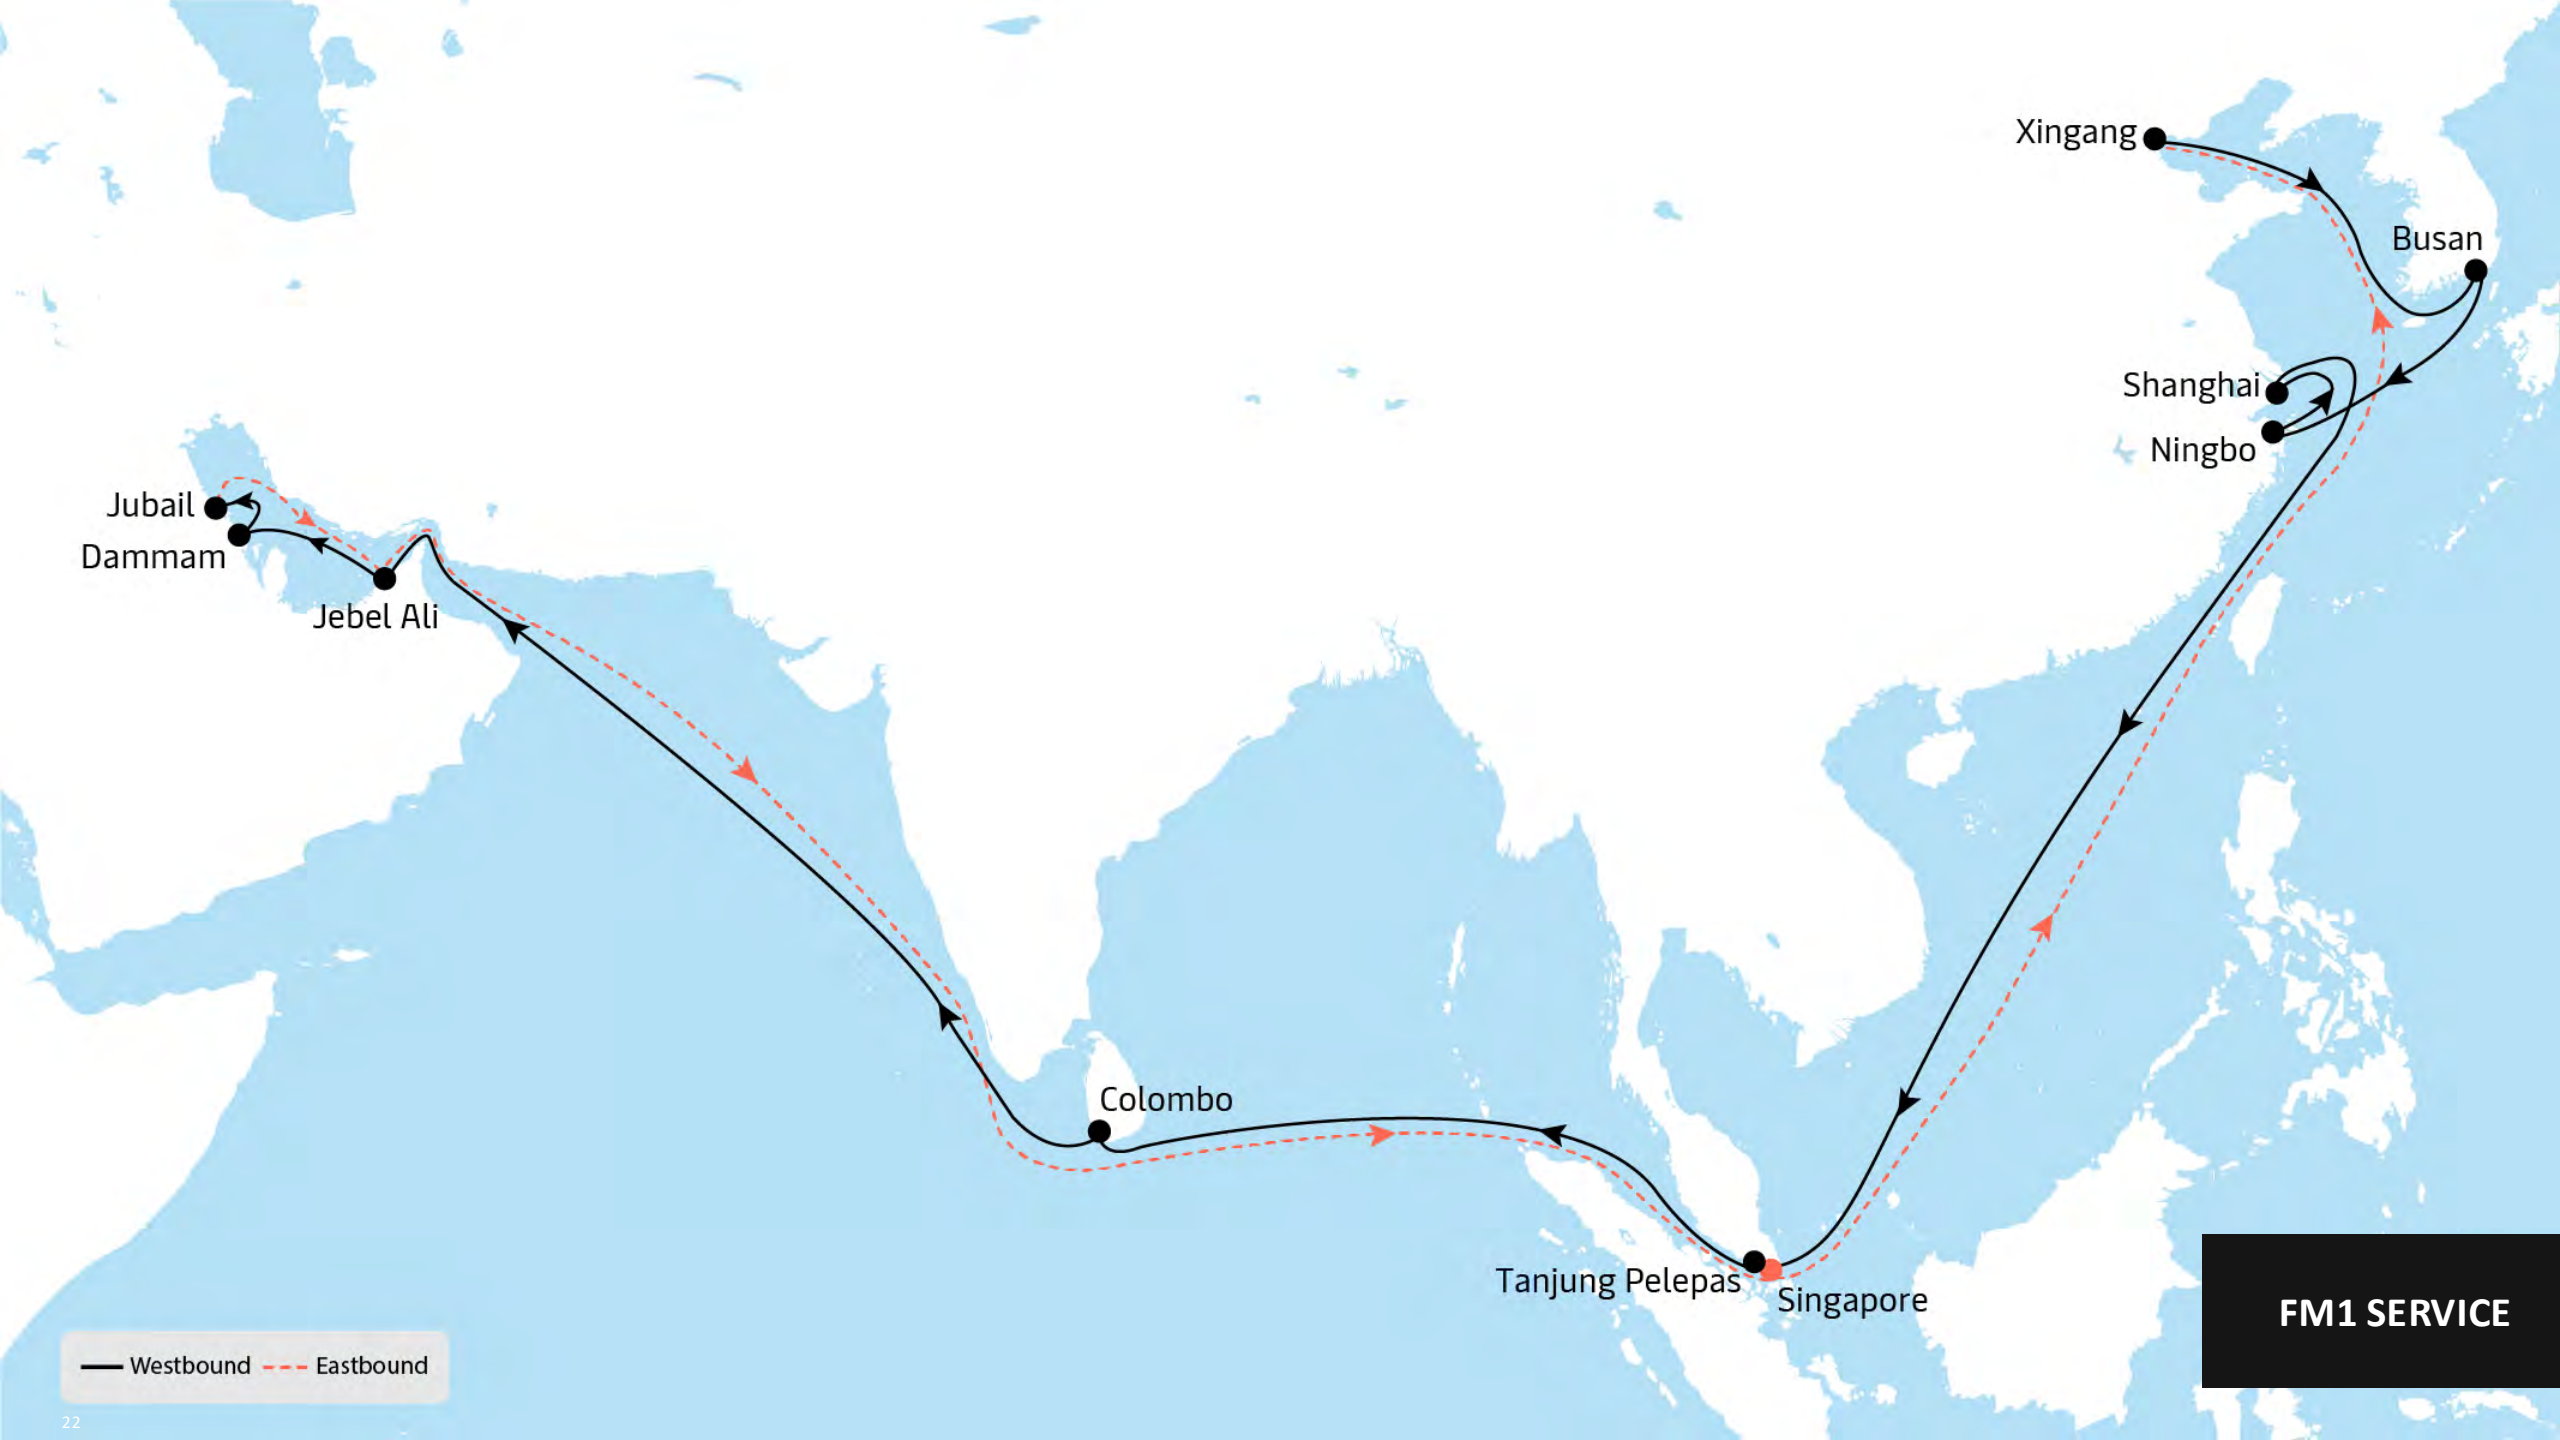 Xingang
Busan
Shanghai
Ningbo
Jubail
Dammam
Jebel Ali
Colombo
Tanjung Pelepas
Singapore
FM1 SERVICE
Westbound
Eastbound
22